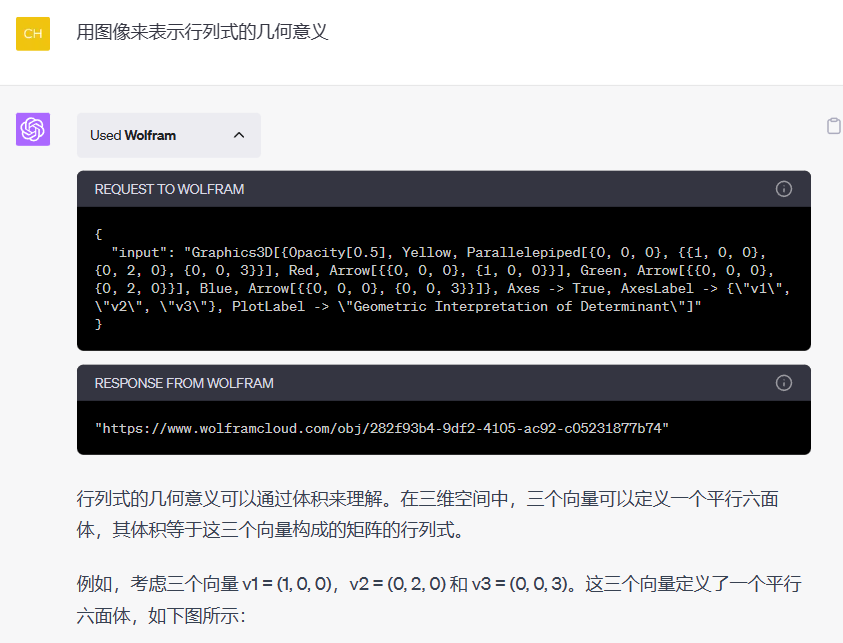 CH
用图像来表示行列式的几何意义
Used Wolfram
REQUEST TO WOLFRAM
{
"input": "Graphics3D[{Opacity[0.5], Yellow, Parallelepiped[{0, 0, 0}, {{1, 0, 0},
{0, 2, 0}, {0, 0, 3}}], Red, Arrow[{{0, 0, 0}, {1, 0, 0}}], Green, Arrow[{{0, 0, 0},
{0, 2, 0}}], Blue, Arrow[{{0, 0, 0}, {0, 0, 3}}]}, Axes -> True, AxesLabel -> {\"v1\",
\"v2\", \"v3\"}, PlotLabel -> \"Geometric Interpretation of Determinant\"]"
}
RESPONSE FROM WOLFRAM
"https://www.wolframcloud.com/obj/282f93b4-9df2-4105-ac92-c05231877b74"
行列式的几何意义可以通过体积来理解。在三维空间中，三个向量可以定义一个平行六面
体，其体积等于这三个向量构成的矩阵的行列式。
例如，考虑三个向量 v1 = (1, 0, 0)，v2 = (0, 2, 0) 和 v3 = (0, 0, 3)。这三个向量定义了一个平行
六面体，如下图所示：